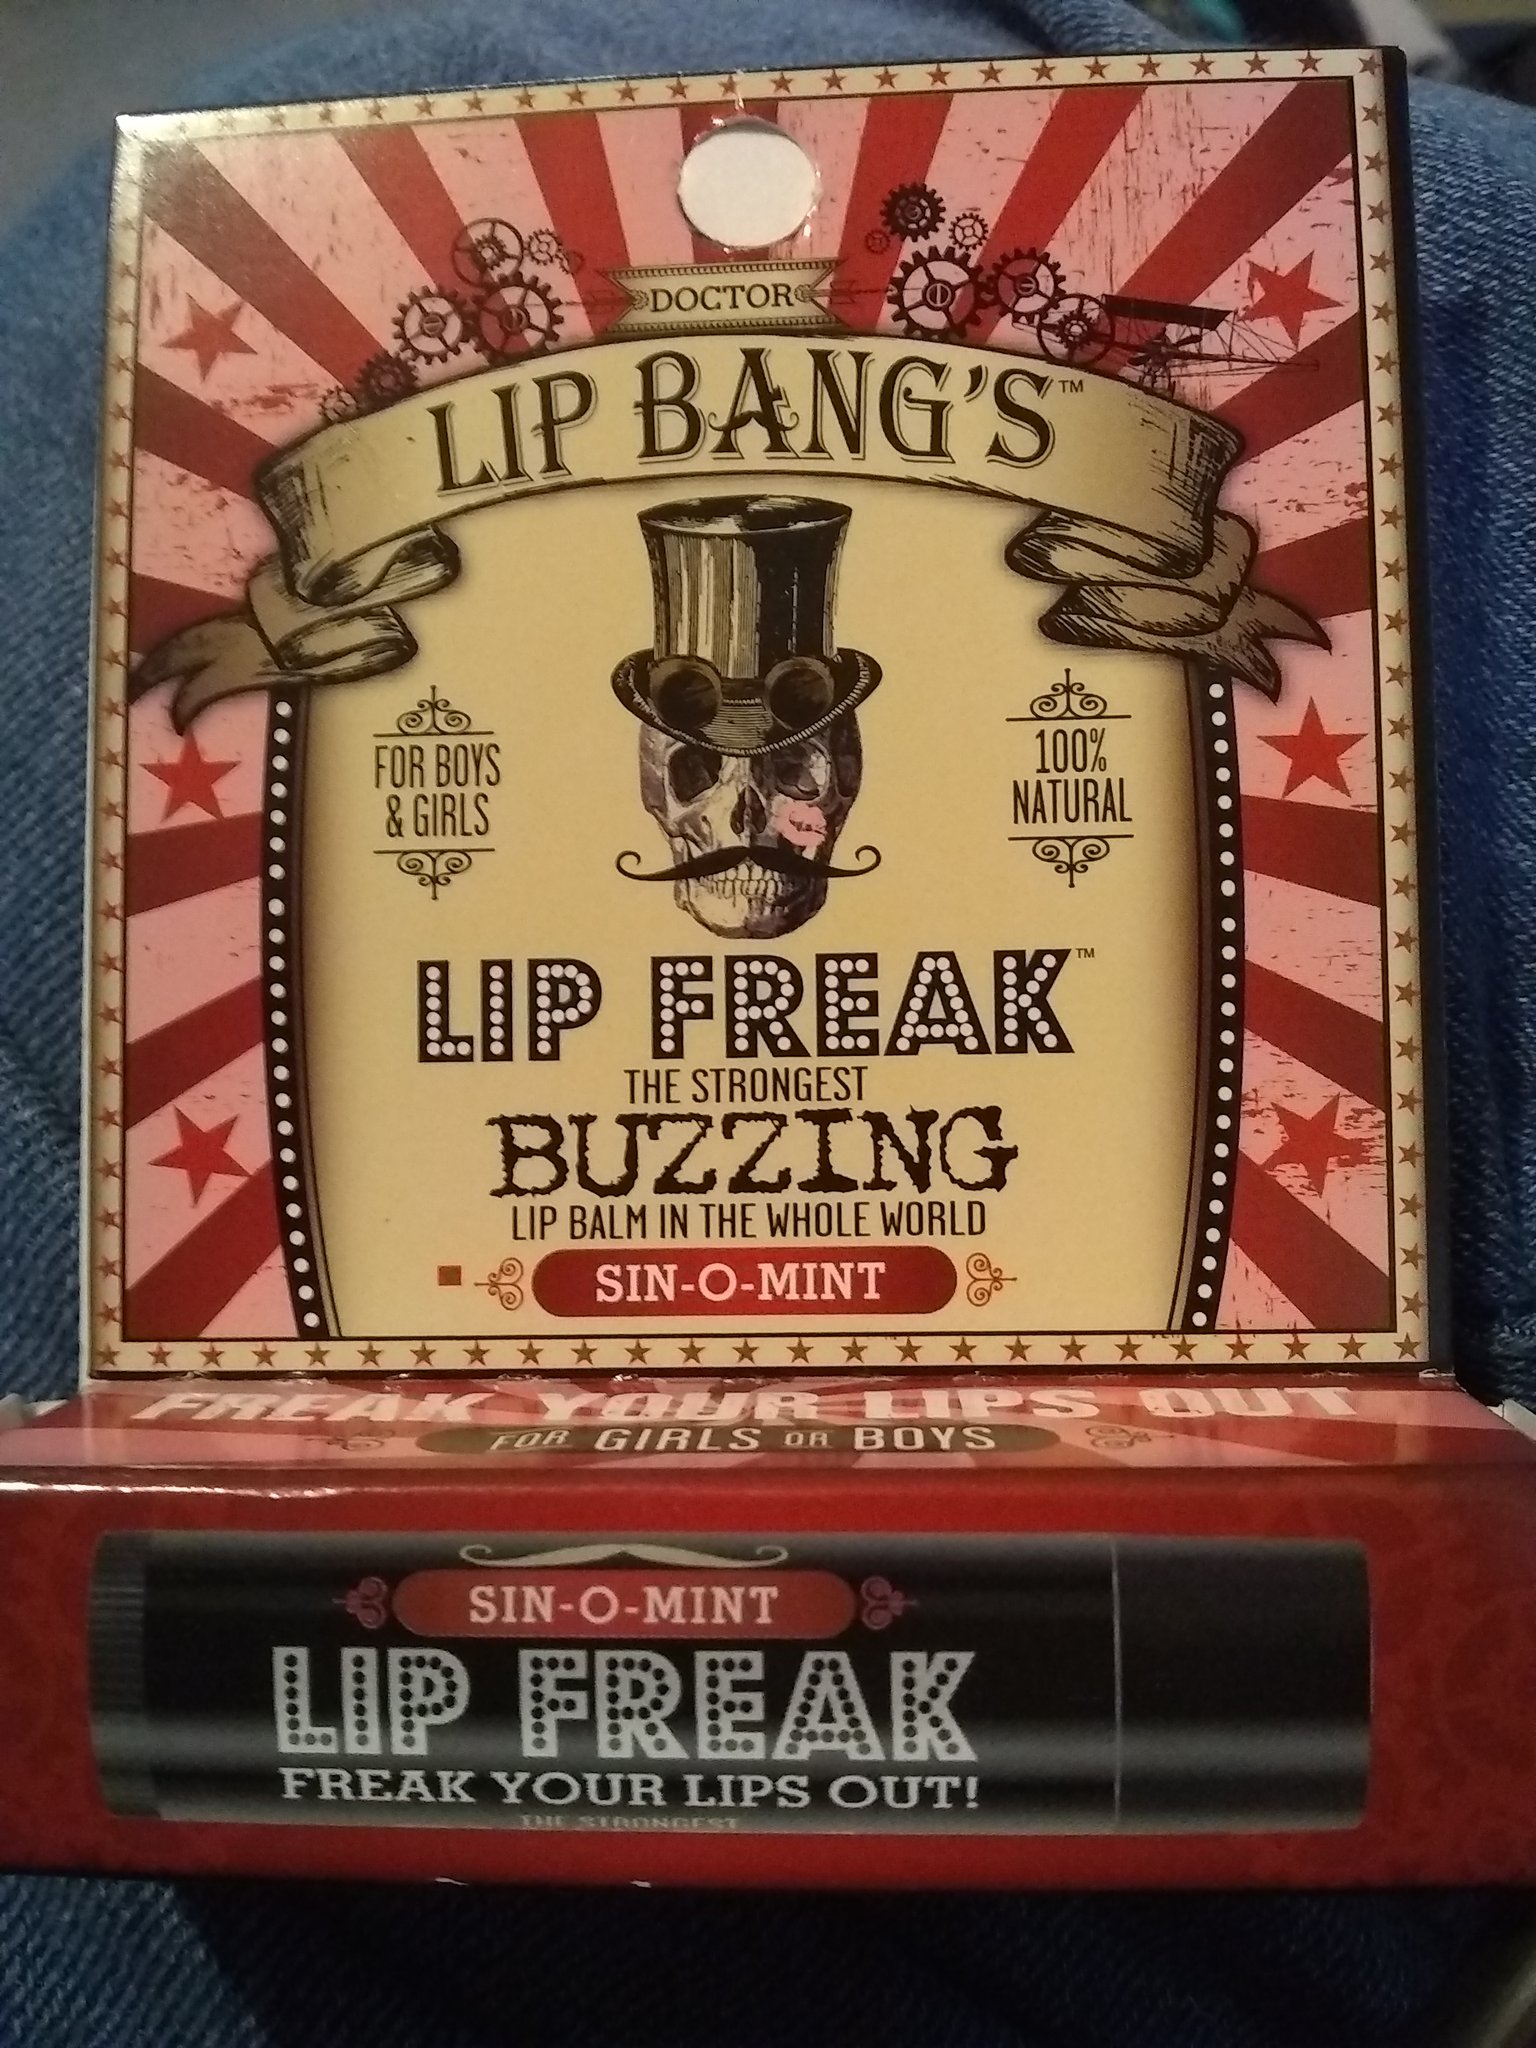 DOCTOR
LIP BANG'S™
FOR BOYS
& GIRLS
100%
NATURAL
LIP FREAK™
THE STRONGEST
BUZZING
LIP BALM IN THE WHOLE WORLD
SIN-O-MINT
FREAK YOUR LIPS OUT
FOR GIRLS OR BOYS
SIN-O-MINT
LIP FREAK
FREAK YOUR LIPS OUT!
THE STRONGEST